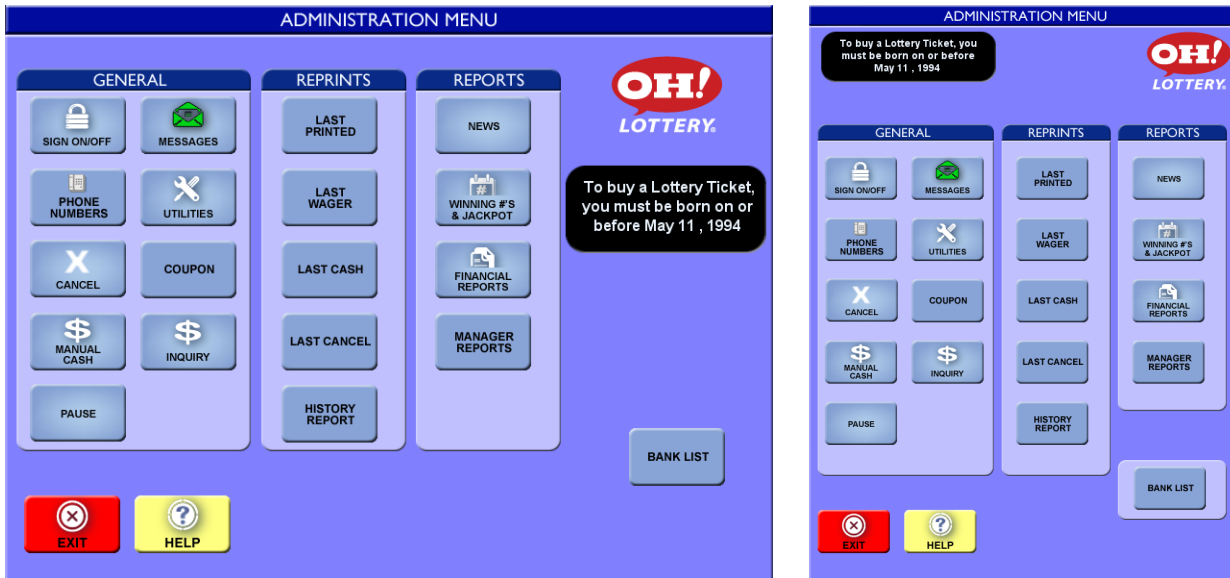 ADMINISTRATION MENU
GENERAL
SIGN ON/OFF
MESSAGES
PHONE
NUMBERS
UTILITIES
X
CANCEL
COUPON
$
MANUAL
CASH
$
INQUIRY
PAUSE
REPRINTS
LAST
PRINTED
LAST
WAGER
LAST CASH
LAST CANCEL
HISTORY
REPORT
REPORTS
NEWS
#
WINNING #'S
& JACKPOT
FINANCIAL
REPORTS
MANAGER
REPORTS
OH!
LOTTERY.
To buy a Lottery Ticket,
you must be born on or
before May 11 , 1994
BANK LIST
EXIT
?
HELP
ADMINISTRATION MENU
To buy a Lottery Ticket, you
must be born on or before
May 11 , 1994
OH!
LOTTERY.
GENERAL
SIGN ON/OFF
MESSAGES
PHONE
NUMBERS
UTILITIES
X
CANCEL
COUPON
$
MANUAL
CASH
$
INQUIRY
PAUSE
REPRINTS
LAST
PRINTED
LAST
WAGER
LAST CASH
LAST CANCEL
HISTORY
REPORT
REPORTS
NEWS
#
WINNING #'S
& JACKPOT
FINANCIAL
REPORTS
MANAGER
REPORTS
BANK LIST
EXIT
?
HELP